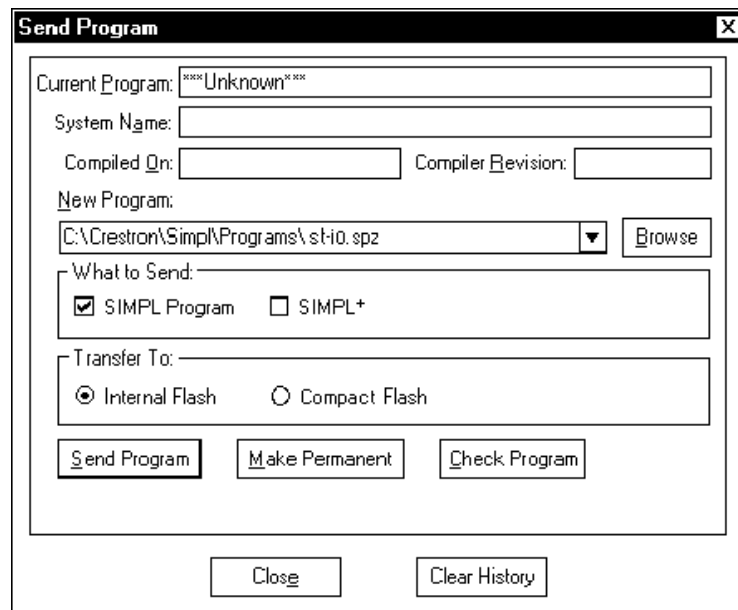 Send Program X
Current Program: ***Unknown***
System Name:
Compiled On: Compiler Revision:
New Program:
C:\Crestron\Simpl\Programs\st-io.spz Browse
What to Send:
SIMPL Program SIMPL+
Transfer To:
Internal Flash Compact Flash
Send Program Make Permanent Check Program
Close Clear History